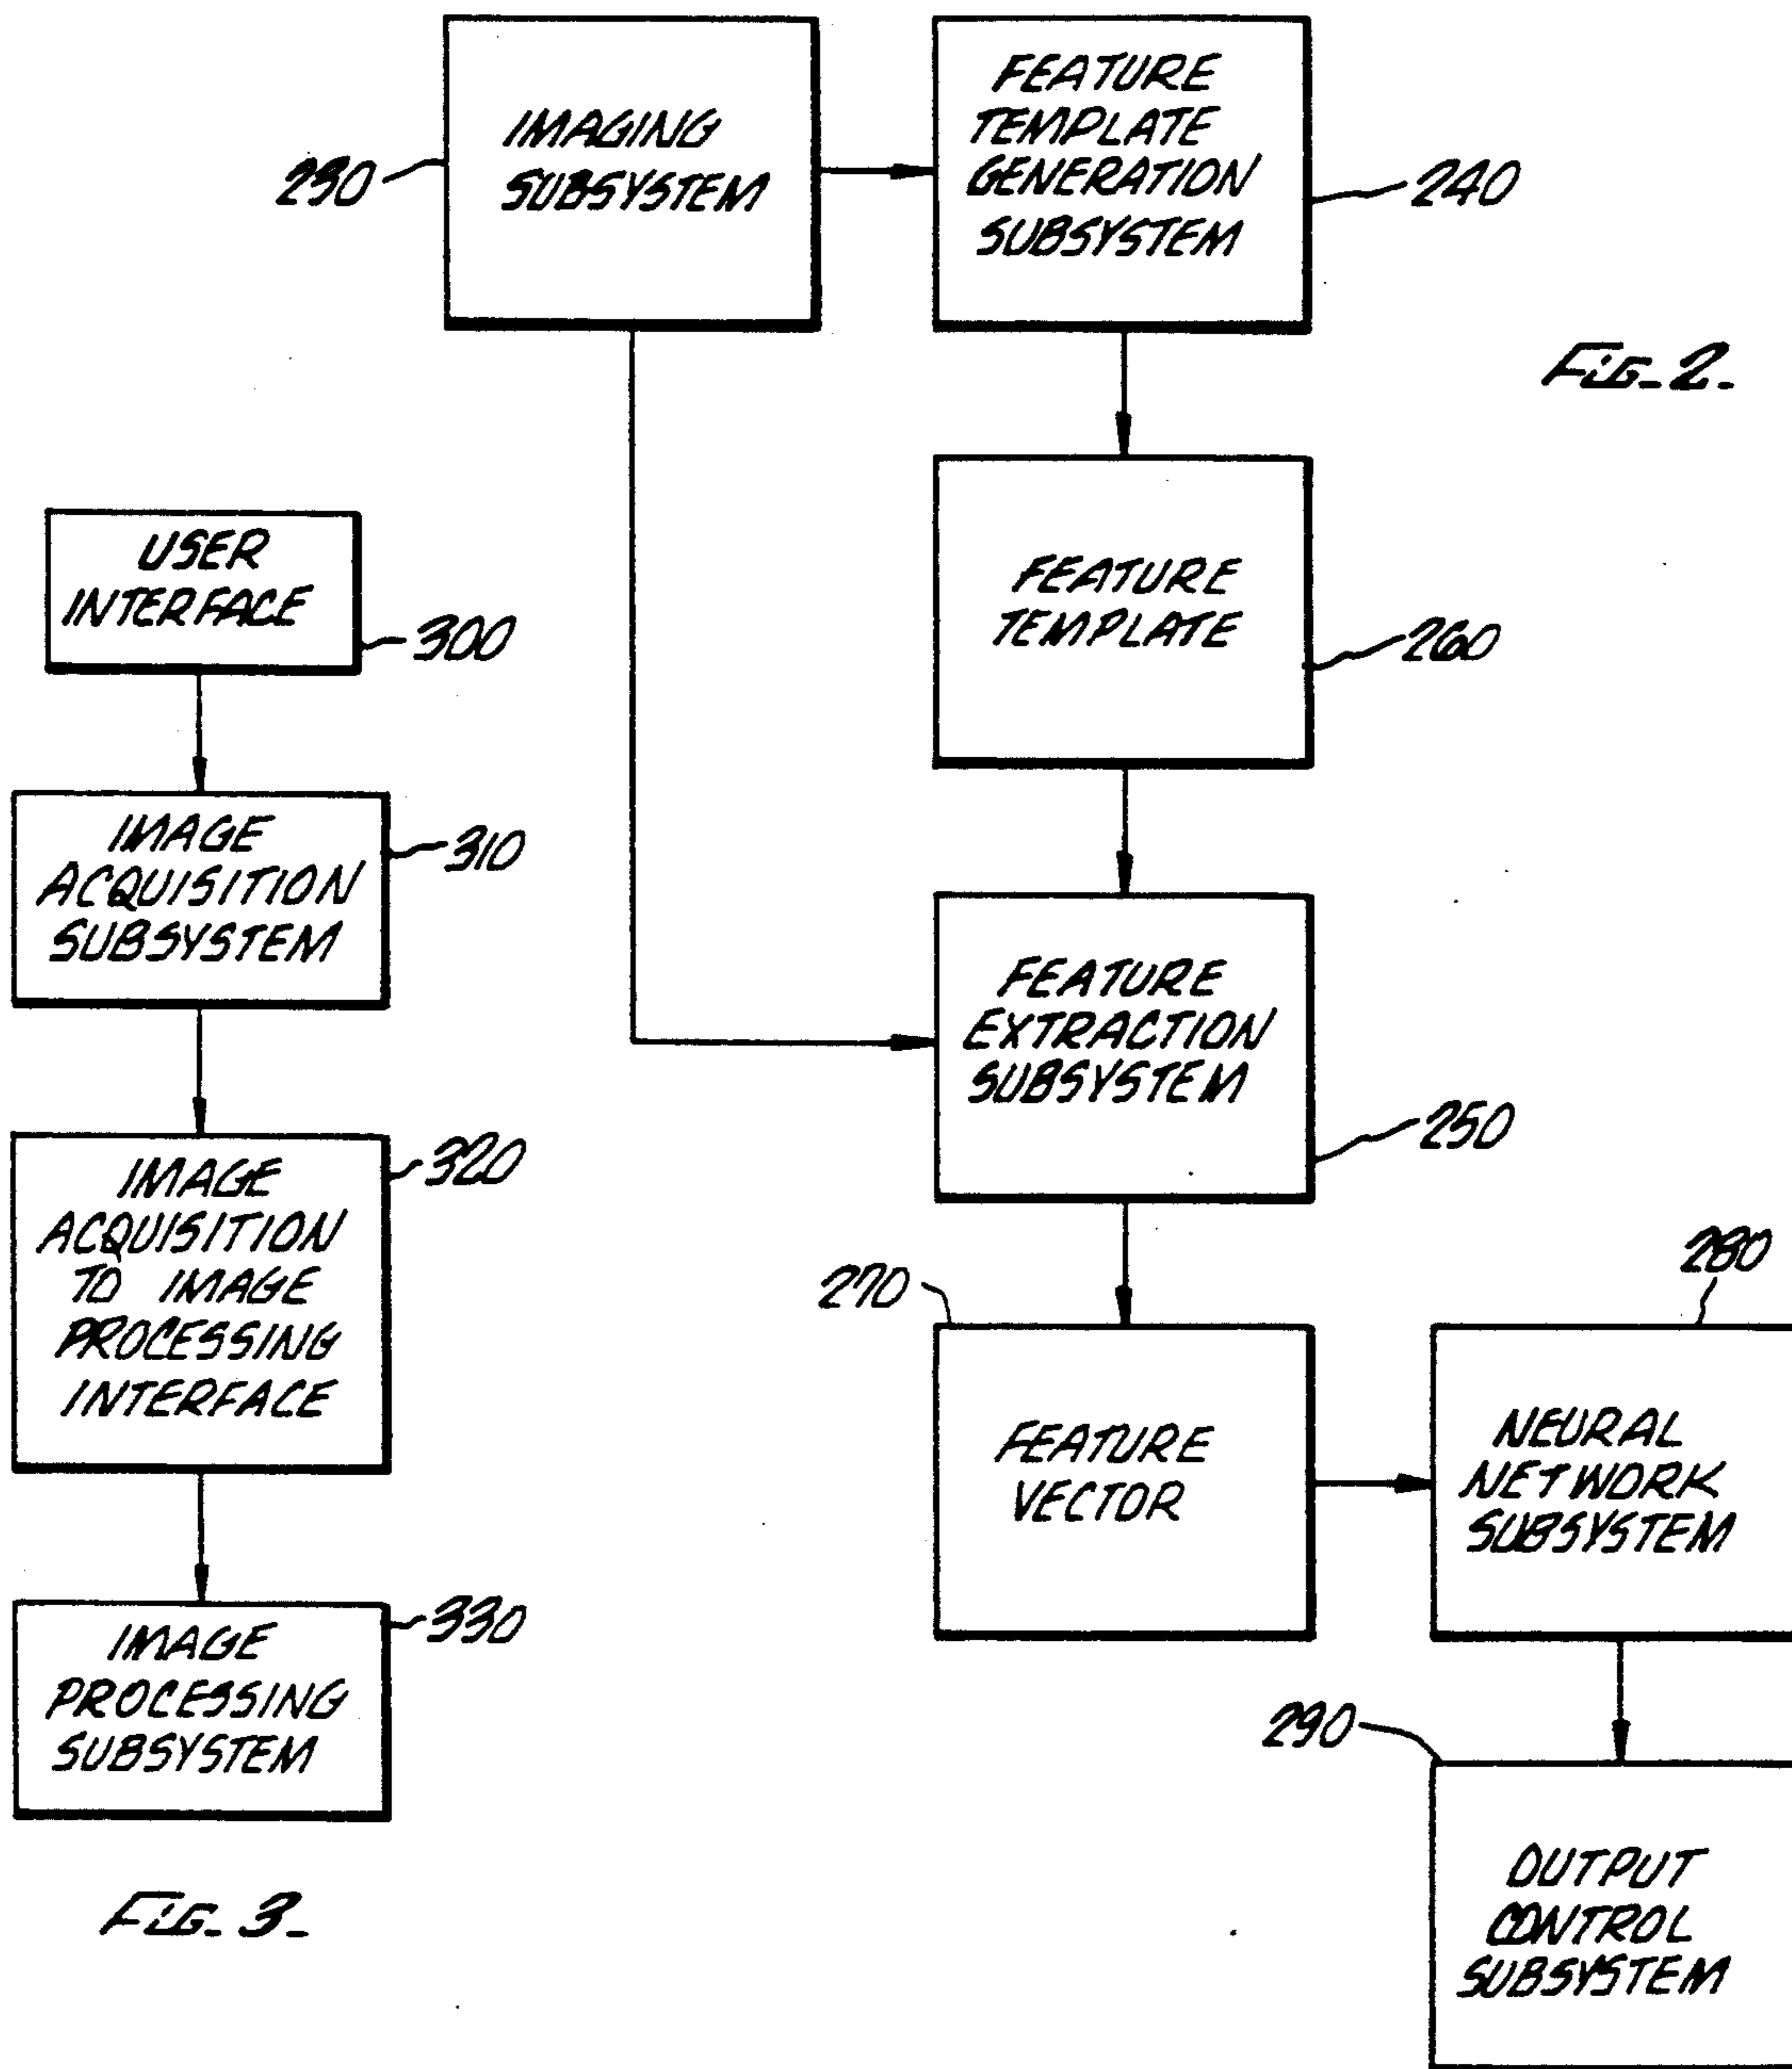 IMAGING
SUBSYSTEM
230
FEATURE
TEMPLATE
GENERATION
SUBSYSTEM
240
FIG. 2.
FEATURE
TEMPLATE
260
FEATURE
EXTRACTION
SUBSYSTEM
250
270
FEATURE
VECTOR
280
NEURAL
NETWORK
SUBSYSTEM
290
OUTPUT
CONTROL
SUBSYSTEM
USER
INTERFACE
300
IMAGE
ACQUISITION
SUBSYSTEM
310
IMAGE
ACQUISITION
TO IMAGE
PROCESSING
INTERFACE
320
IMAGE
PROCESSING
SUBSYSTEM
330
FIG. 3.